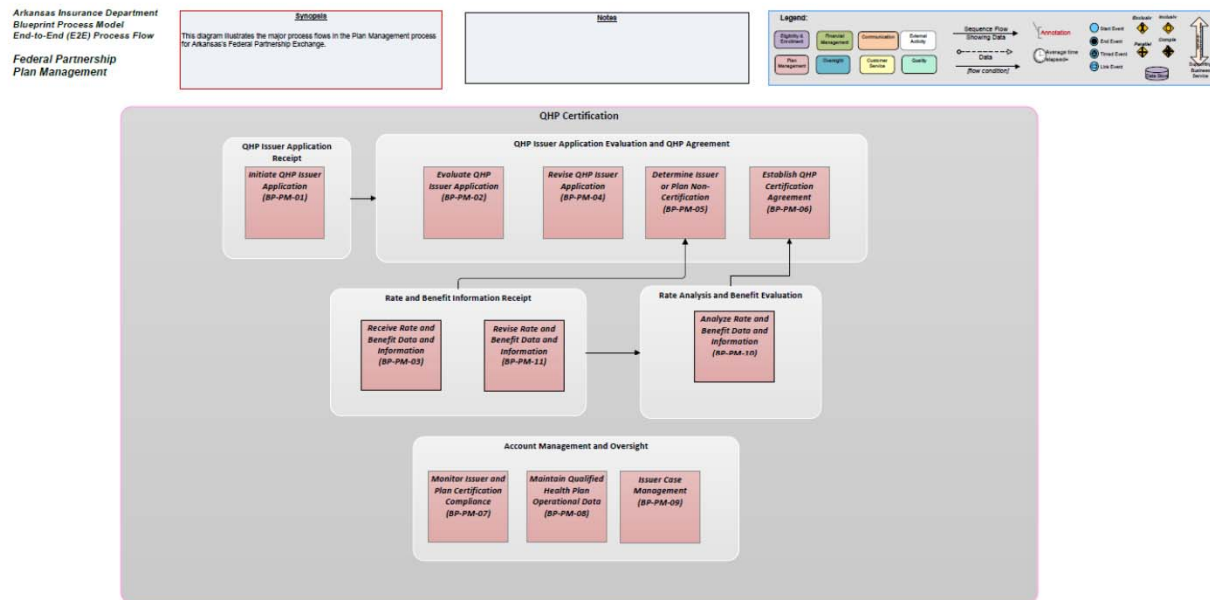 Arkansas Insurance Department
Blueprint Process Model
End-to-End (E2E) Process Flow
Federal Partnership
Plan Management
Synopsis
This diagram illustrates the major process flows in the Plan Management process
for Arkansas's Federal Partnership Exchange.
Notes
Legend:
Eligibility &
Enrollment
Financial
Management
Communication
External
Activity
Plan
Management
Oversight
Customer
Service
Quality
Sequence Flow
Showing Data
Data
[flow condition]
Annotation
Average time
elapsed=
Start Event
End Event
Timed Event
Link Event
Exclude
Include
Parallel
Data Store
Business
Service
QHP Certification
QHP Issuer Application
Receipt
Initiate QHP Issuer
Application
(BP-PM-01)
QHP Issuer Application Evaluation and QHP Agreement
Evaluate QHP
Issuer Application
(BP-PM-02)
Revise QHP Issuer
Application
(BP-PM-04)
Determine Issuer
or Plan Non-
Certification
(BP-PM-05)
Establish QHP
Certification
Agreement
(BP-PM-06)
Rate and Benefit Information Receipt
Receive Rate and
Benefit Data and
Information
(BP-PM-03)
Revise Rate and
Benefit Data and
Information
(BP-PM-11)
Rate Analysis and Benefit Evaluation
Analyze Rate and
Benefit Data and
Information
(BP-PM-10)
Account Management and Oversight
Monitor Issuer and
Plan Certification
Compliance
(BP-PM-07)
Maintain Qualified
Health Plan
Operational Data
(BP-PM-08)
Issuer Case
Management
(BP-PM-09)